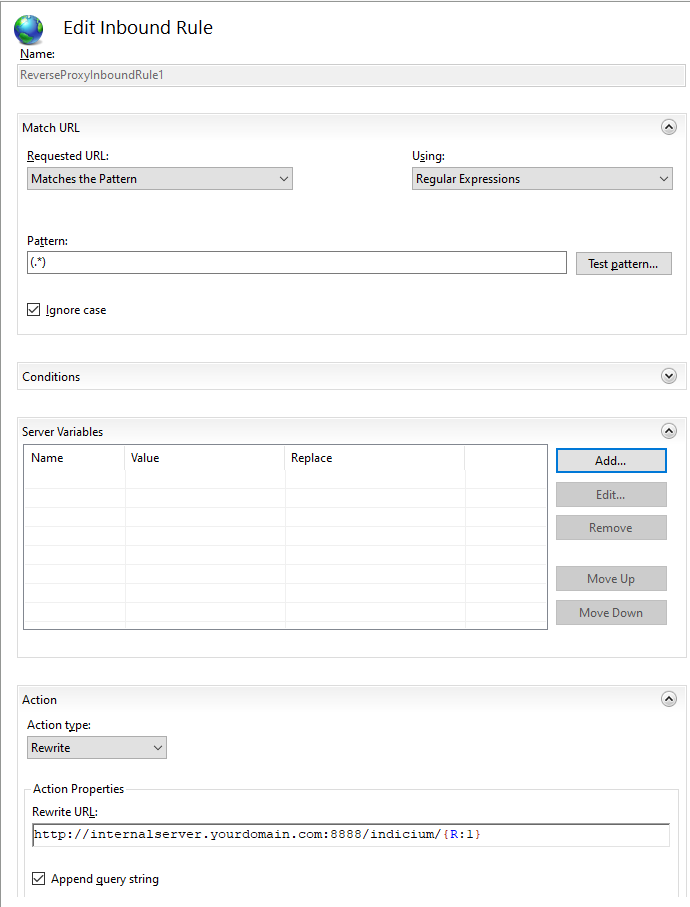 Edit Inbound Rule
Name:
ReverseProxyInboundRule1
Match URL
Requested URL: Using:
Matches the Pattern Regular Expressions
Pattern:
(.*) Test pattern...
Ignore case
Conditions
Server Variables
Name Value Replace
Add...
Edit...
Remove
Move Up
Move Down
Action
Action type:
Rewrite
Action Properties
Rewrite URL:
http://internalserver.yourdomain.com:8888/indicium/{R:1}
Append query string